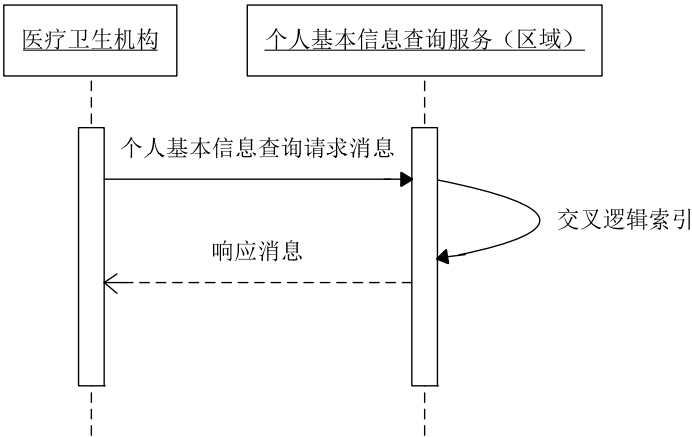 医疗卫生机构
个人基本信息查询服务（区域）
个人基本信息查询请求消息
交叉逻辑索引
响应消息